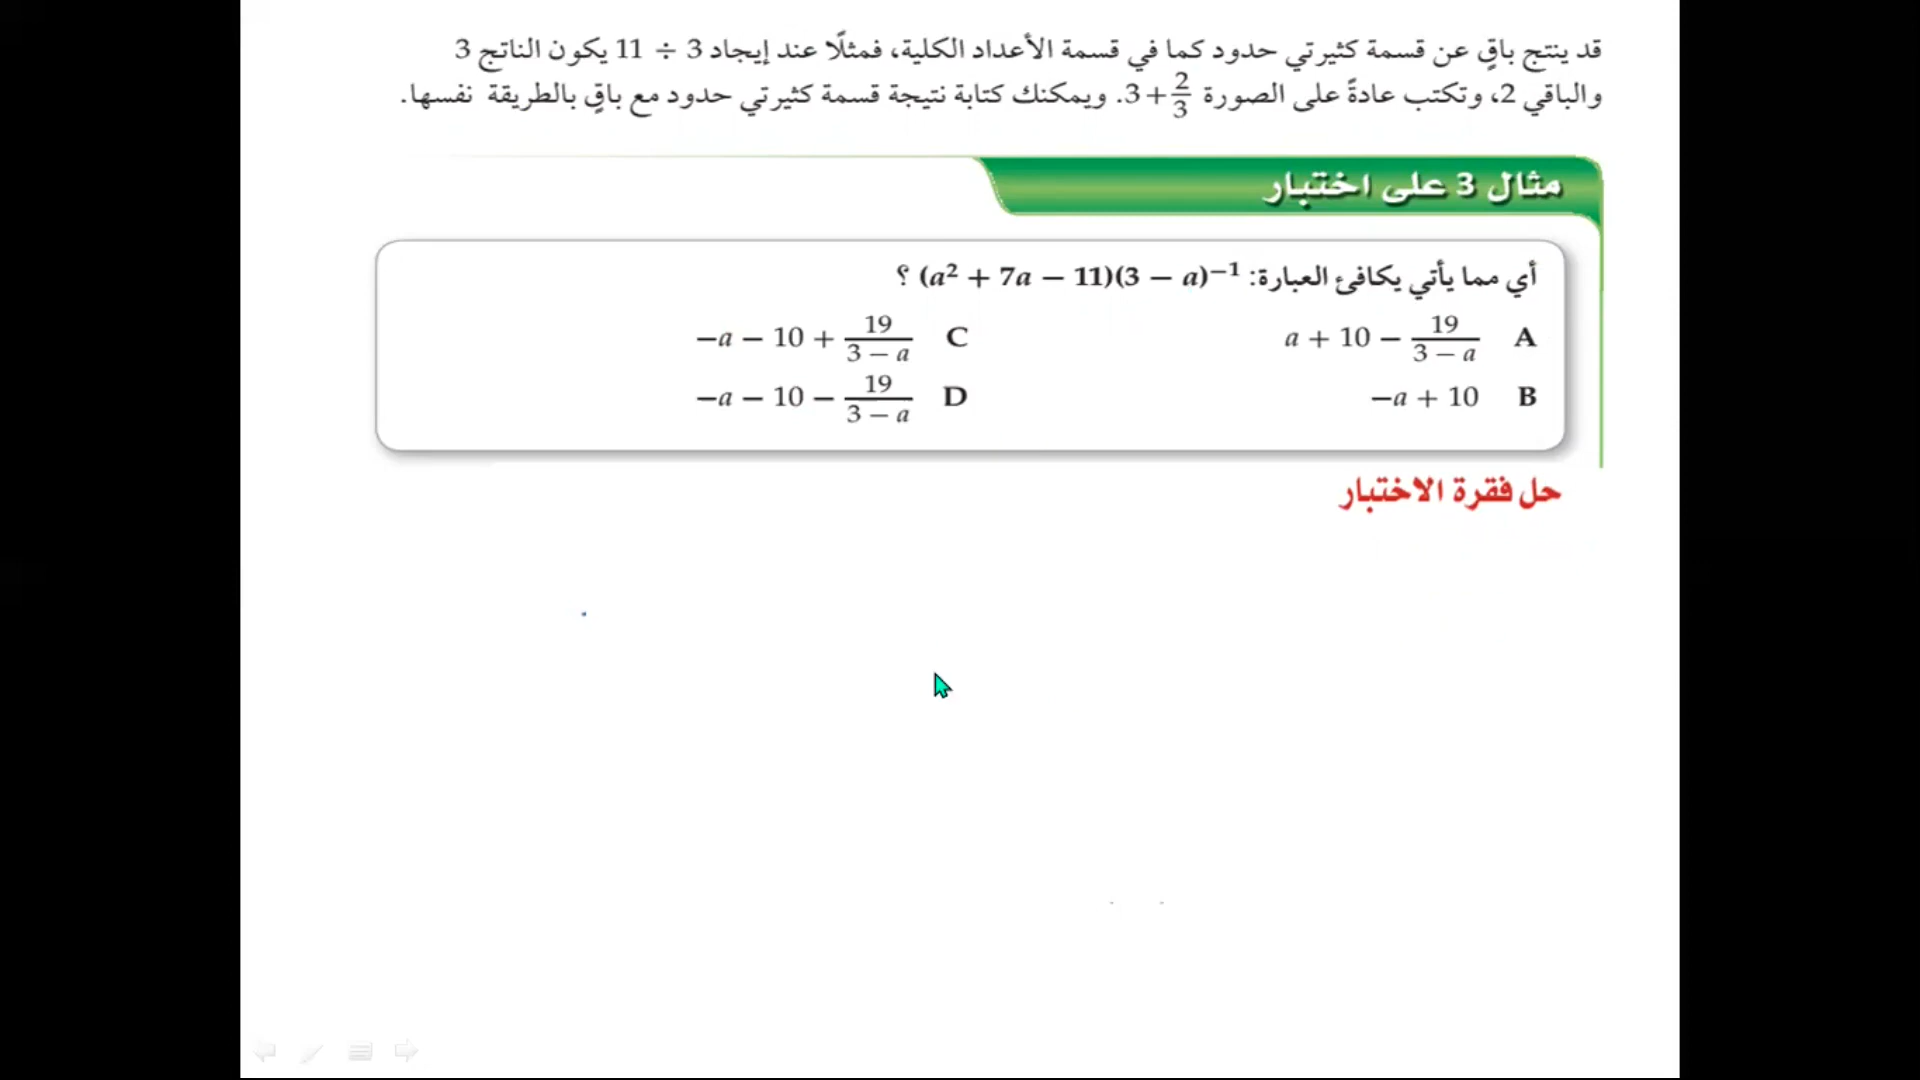 قد ينتج باقٍ عن قسمة كثيرتي حدود كما في قسمة الأعداد الكلية، فمثلًا عند إيجاد 3 ÷ 11 يكون الناتج 3
والباقي 2، وتكتب عادةً على الصورة 3+2/3. ويمكنك كتابة نتيجة قسمة كثيرتي حدود مع باقٍ بالطريقة نفسها.
مثال 3 على اختبار
أي مما يأتي يكافئ العبارة: (a² + 7a − 11)(3 − a)⁻¹ ؟
A a + 10 − 19/(3 − a)
C −a − 10 + 19/(3 − a)
B −a + 10
D −a − 10 − 19/(3 − a)
حل فقرة الاختبار